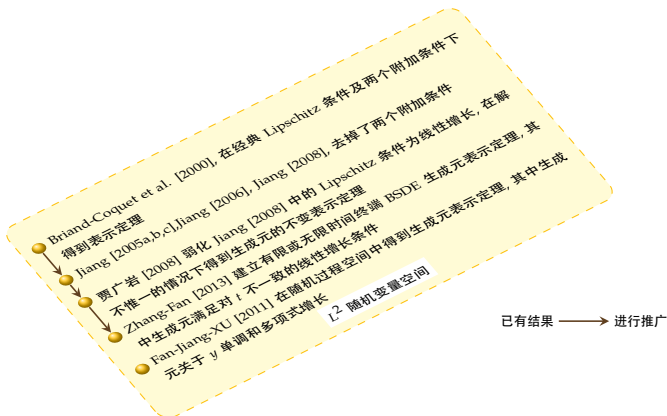 Briand-Coquet et al. [2000], 在经典 Lipschitz 条件及两个附加条件下
得到表示定理
Jiang [2005a,b,c],Jiang [2006], Jiang [2008], 去掉了两个附加条件
贾广岩 [2008] 弱化 Jiang [2008] 中的 Lipschitz 条件为线性增长, 在解
不惟一的情况下得到生成元的不变表示定理
Zhang-Fan [2013] 建立有限或无限时间终端 BSDE 生成元表示定理, 其
中生成元满足对 t 不一致的线性增长条件
Fan-Jiang-XU [2011] 在随机过程空间中得到生成元表示定理, 其中生成
元关于 y 单调和多项式增长
L² 随机变量空间
已有结果 进行推广